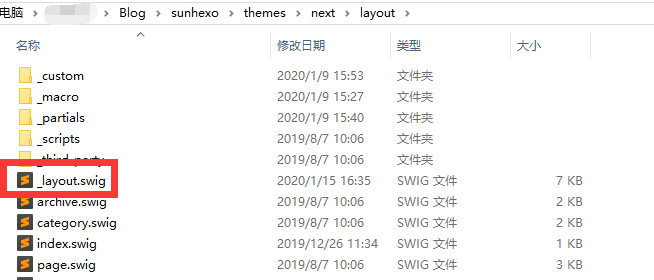 电脑 Blog › sunhexo › themes › next › layout ›
名称 修改日期 类型 大小
_custom 2020/1/9 15:53 文件夹
_macro 2020/1/9 15:27 文件夹
_partials 2020/1/9 15:40 文件夹
_scripts 2019/8/7 10:06 文件夹
_third-party 2019/8/7 10:06 文件夹
_layout.swig 2020/1/15 16:35 SWIG 文件 7 KB
archive.swig 2019/8/7 10:06 SWIG 文件 2 KB
category.swig 2019/8/7 10:06 SWIG 文件 2 KB
index.swig 2019/12/26 11:34 SWIG 文件 1 KB
page.swig 2019/8/7 10:06 SWIG 文件 3 KB